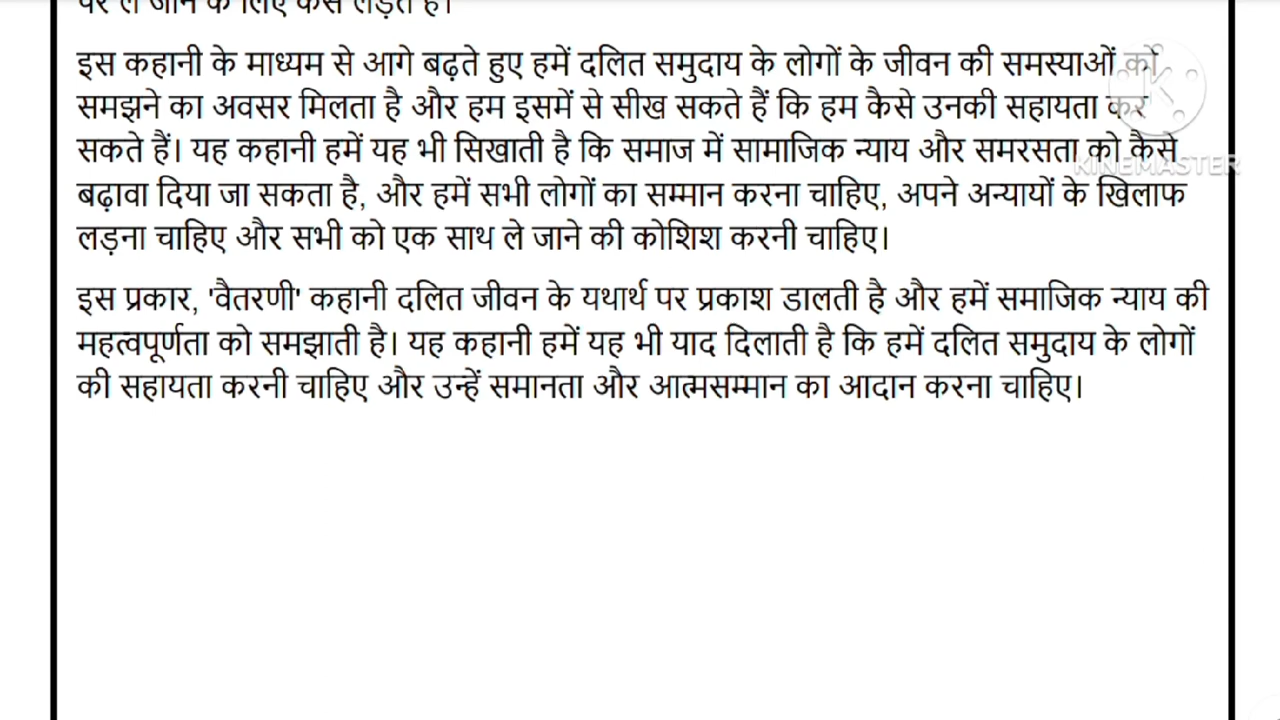 पर ले जाने के लिए कैसे लड़ते हैं।
इस कहानी के माध्यम से आगे बढ़ते हुए हमें दलित समुदाय के लोगों के जीवन की समस्याओं को
समझने का अवसर मिलता है और हम इसमें से सीख सकते हैं कि हम कैसे उनकी सहायता कर
सकते हैं। यह कहानी हमें यह भी सिखाती है कि समाज में सामाजिक न्याय और समरसता को कैसे
KINEMASTER
बढ़ावा दिया जा सकता है, और हमें सभी लोगों का सम्मान करना चाहिए, अपने अन्यायों के खिलाफ
लड़ना चाहिए और सभी को एक साथ ले जाने की कोशिश करनी चाहिए।
इस प्रकार, 'वैतरणी' कहानी दलित जीवन के यथार्थ पर प्रकाश डालती है और हमें समाजिक न्याय की
महत्वपूर्णता को समझाती है। यह कहानी हमें यह भी याद दिलाती है कि हमें दलित समुदाय के लोगों
की सहायता करनी चाहिए और उन्हें समानता और आत्मसम्मान का आदान करना चाहिए।